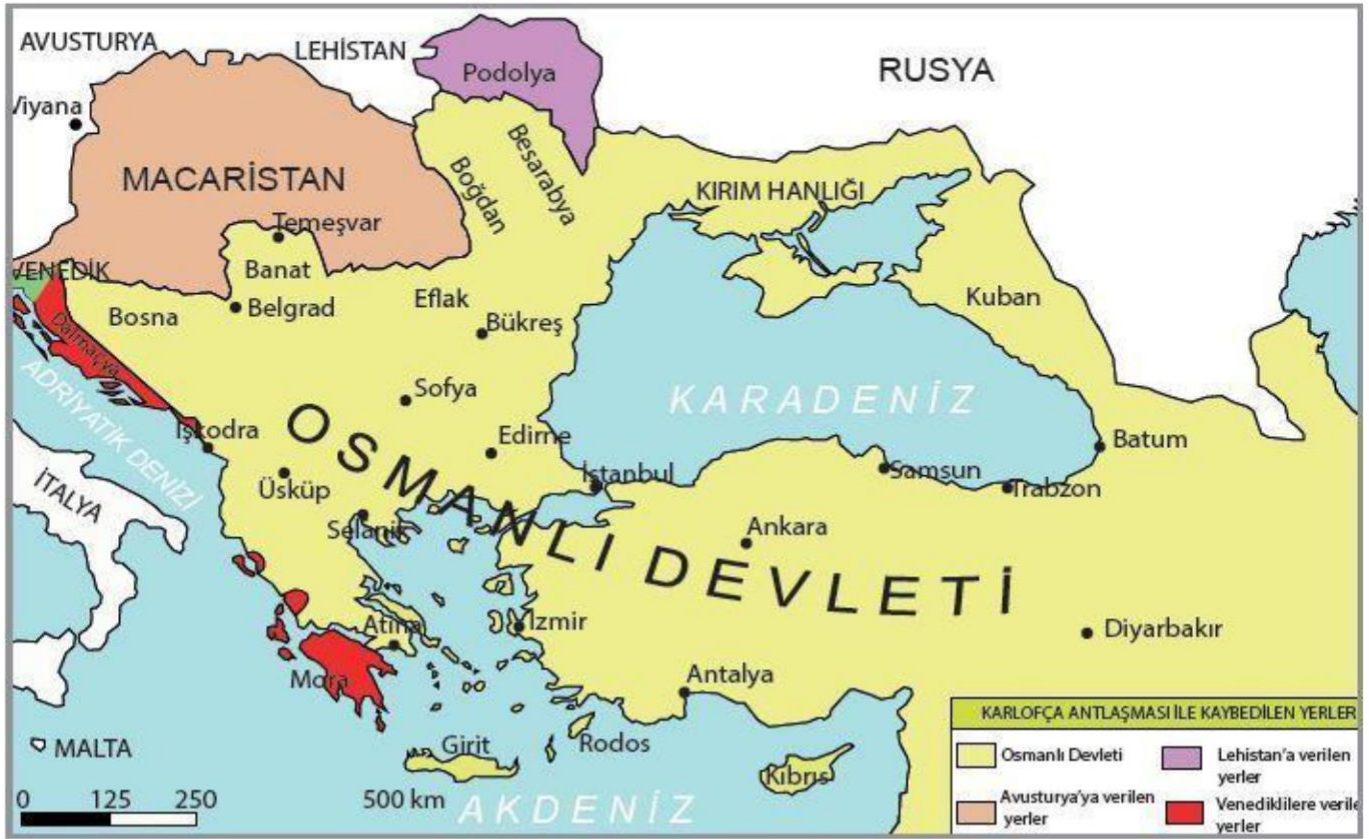 AVUSTURYA
LEHİSTAN
Podolya
RUSYA
Viyana
Besarabya
Boğdan
MACARİSTAN
KIRIM HANLIĞI
Temeşvar
VENEDİK
Banat
Kuban
Bosna
Belgrad
Eflak
Bükreş
Dalmaçya
ADRİYATİK DENİZİ
Sofya
KARADENİZ
İşkodra
Edirne
Batum
OSMANLI DEVLETİ
İTALYA
Üsküp
İstanbul
Samsun
Trabzon
Selanik
Ankara
Atina
İzmir
Diyarbakır
Mora
Antalya
MALTA
Girit
Rodos
Kıbrıs
AKDENİZ
0 125 250 500 km
KARLOFÇA ANTLAŞMASI İLE KAYBEDİLEN YERLER
Osmanlı Devleti
Lehistan'a verilen
yerler
Avusturya'ya verilen
yerler
Venediklilere verile
yerler